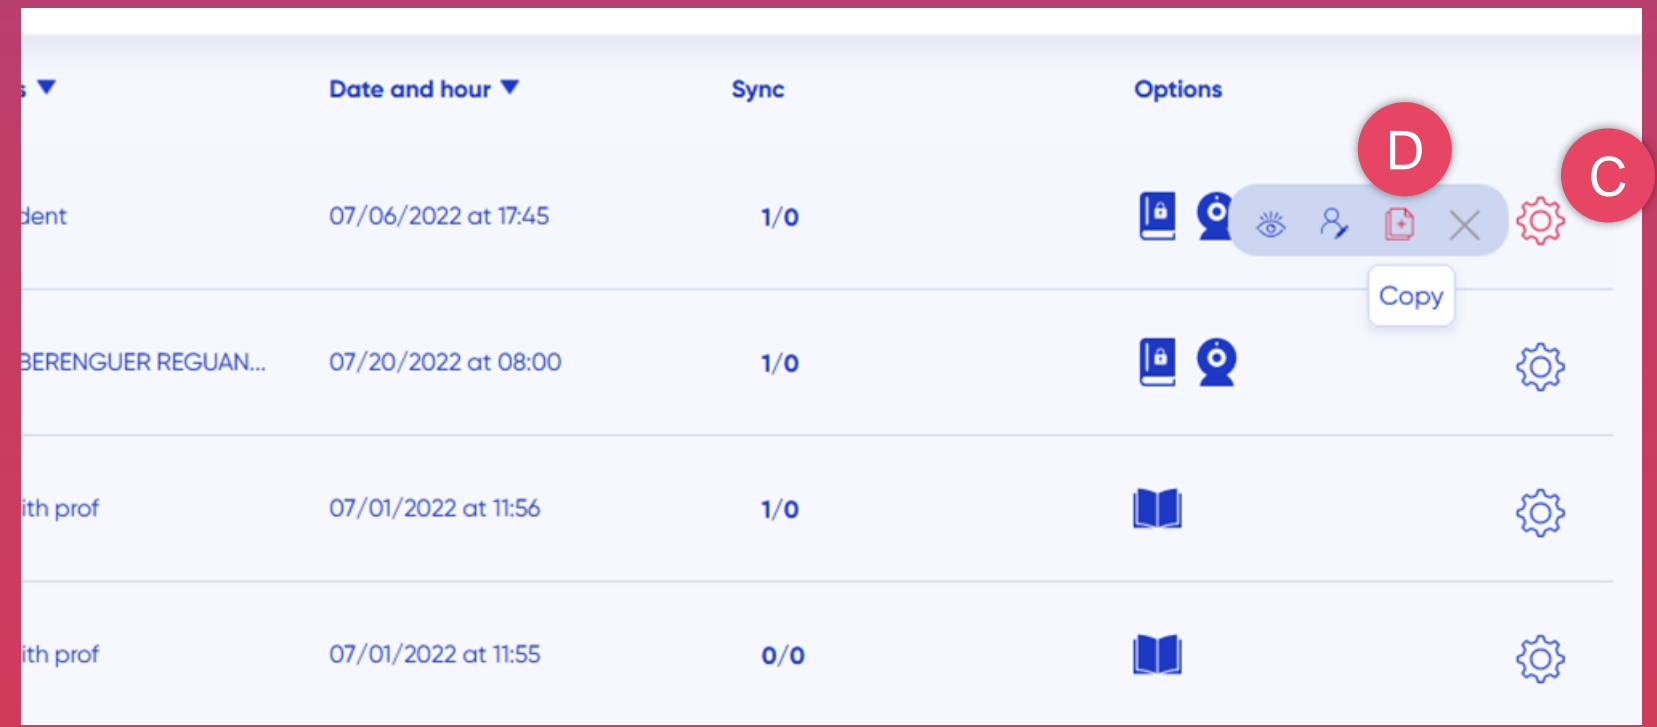 Date and hour Sync Options
D
C
dent 07/06/2022 at 17:45 1/0
Copy
BERENGUER REGUAN... 07/20/2022 at 08:00 1/0
ith prof 07/01/2022 at 11:56 1/0
ith prof 07/01/2022 at 11:55 0/0